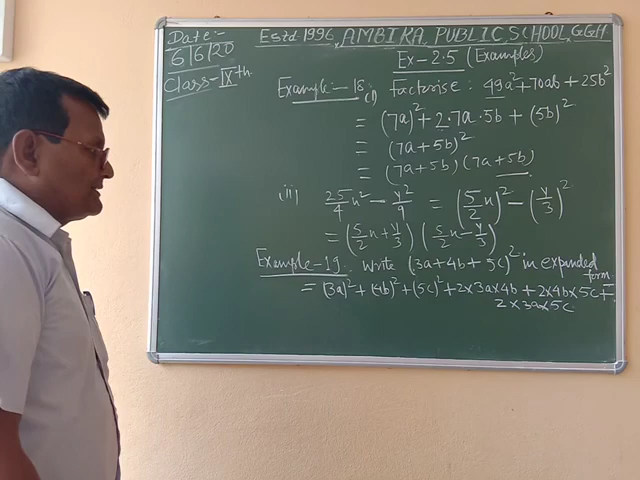 Date:-
6/6/20
Class-IXth
Estd 1996, AMBIKA PUBLIC SCHOOL, GGH
Ex-2.5 (Examples)
Example-18 (i) Factorise: 49a²+70ab+25b²
= (7a)²+2.7a.5b+(5b)²
= (7a+5b)²
= (7a+5b)(7a+5b)
(ii) 25/4 x² - y²/9 = (5/2 x)² - (y/3)²
= (5/2 x + y/3) (5/2 x - y/3)
Example-19. Write (3a+4b+5c)² in expanded
form-
= (3a)²+(4b)²+(5c)²+2×3a×4b+2×4b×5c+
2×3a×5c